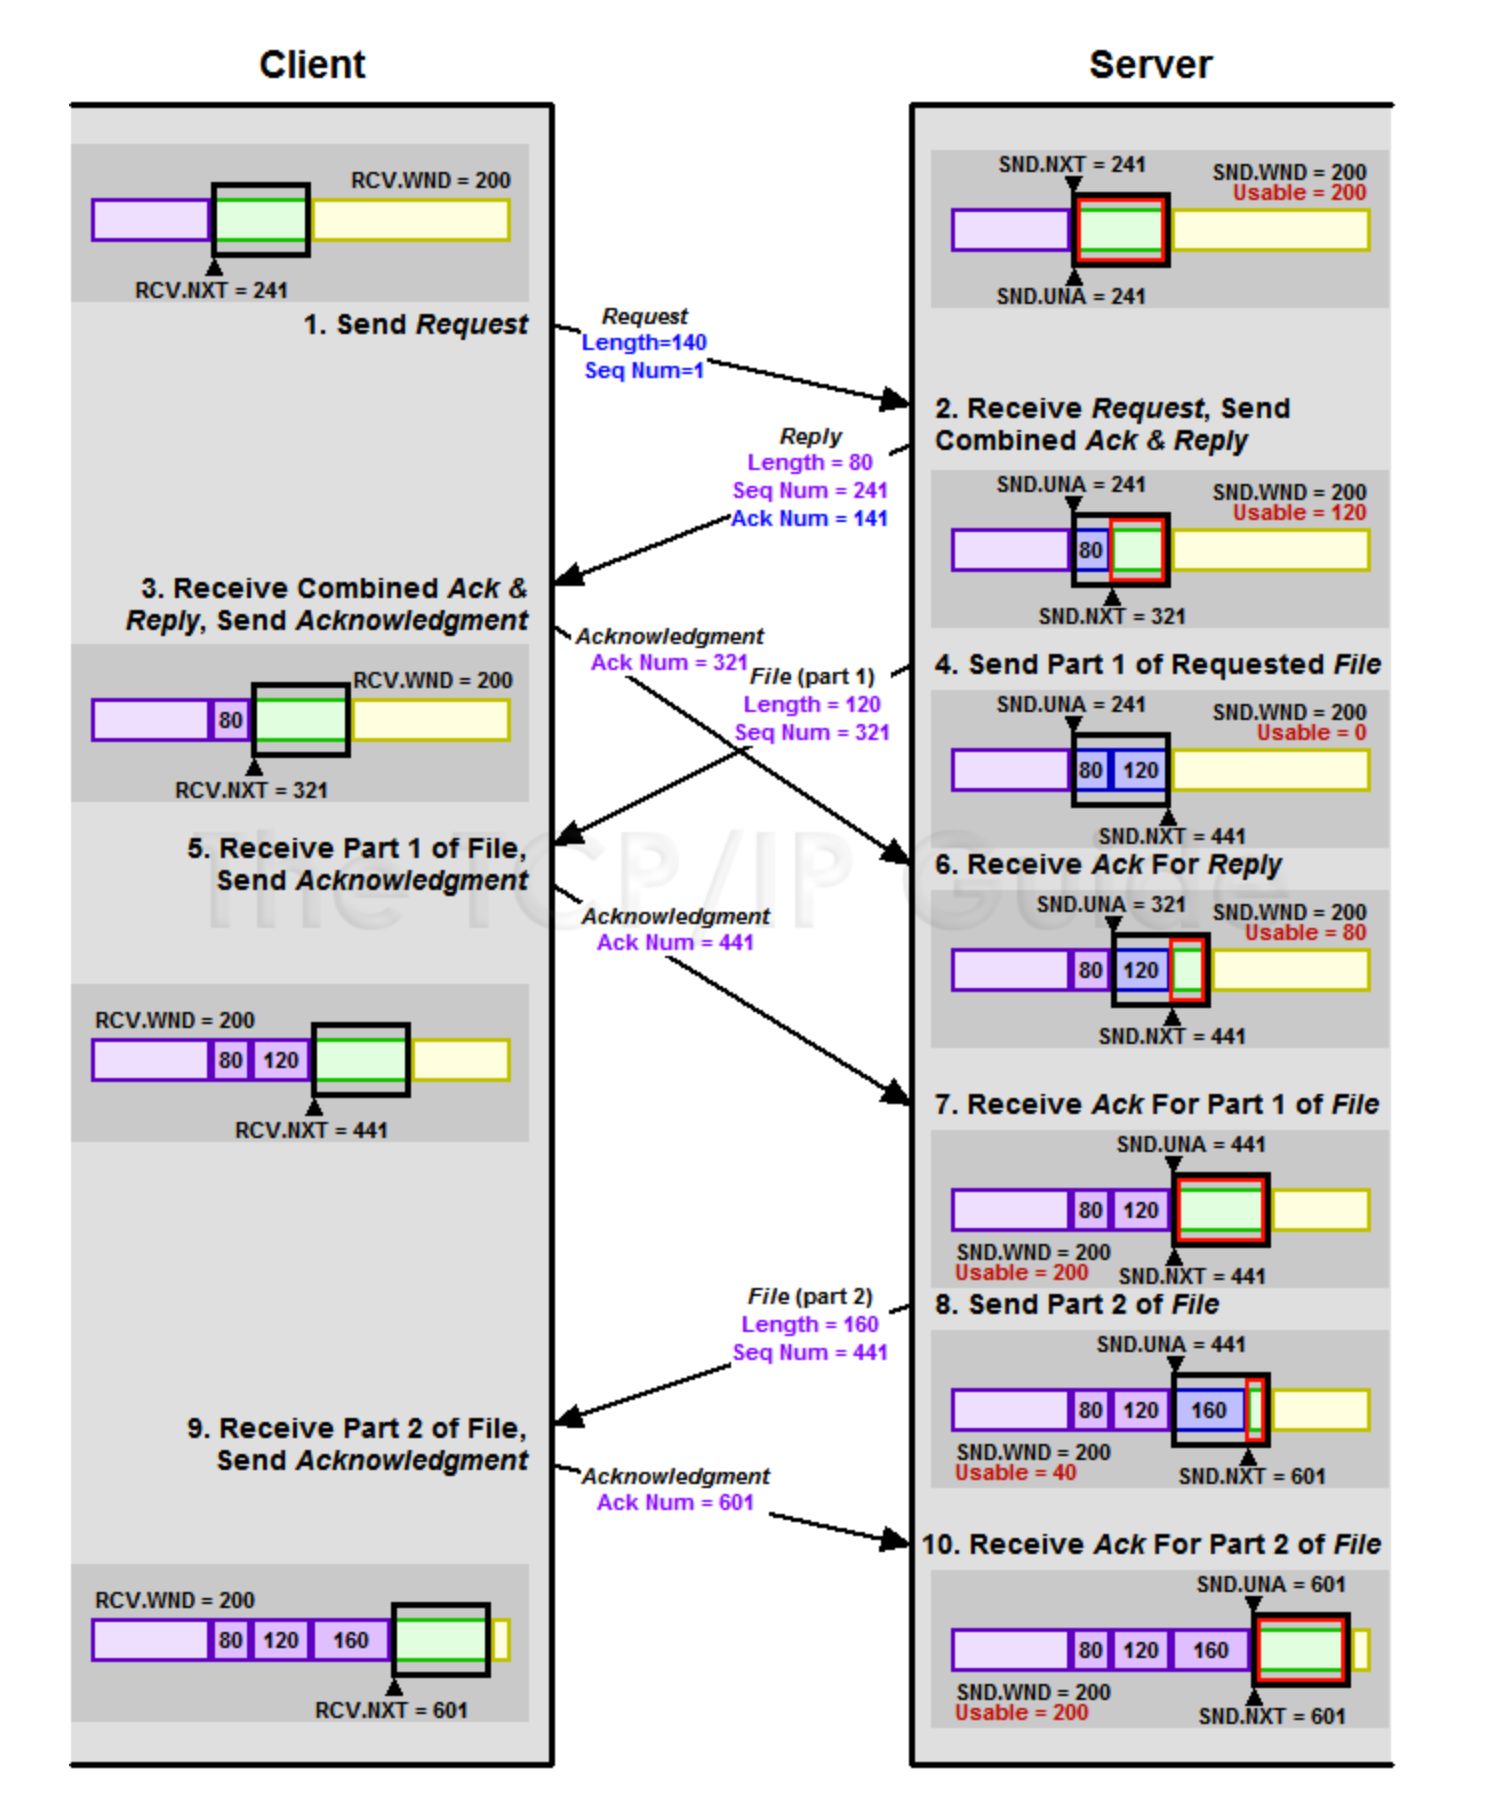 Client
Server
RCV.WND = 200
RCV.NXT = 241
SND.NXT = 241
SND.WND = 200
Usable = 200
SND.UNA = 241
1. Send Request
Request
Length=140
Seq Num=1
2. Receive Request, Send
Combined Ack & Reply
Reply
Length = 80
Seq Num = 241
Ack Num = 141
SND.UNA = 241
SND.WND = 200
Usable = 120
80
SND.NXT = 321
3. Receive Combined Ack &
Reply, Send Acknowledgment
Acknowledgment
Ack Num = 321
RCV.WND = 200
80
RCV.NXT = 321
File (part 1)
Length = 120
Seq Num = 321
4. Send Part 1 of Requested File
SND.UNA = 241
SND.WND = 200
Usable = 0
80 120
SND.NXT = 441
The TCP/IP Guide
5. Receive Part 1 of File,
Send Acknowledgment
Acknowledgment
Ack Num = 441
6. Receive Ack For Reply
SND.UNA = 321
SND.WND = 200
Usable = 80
80 120
SND.NXT = 441
RCV.WND = 200
80 120
RCV.NXT = 441
7. Receive Ack For Part 1 of File
SND.UNA = 441
80 120
SND.WND = 200
Usable = 200
SND.NXT = 441
File (part 2)
Length = 160
Seq Num = 441
8. Send Part 2 of File
SND.UNA = 441
80 120 160
SND.WND = 200
Usable = 40
SND.NXT = 601
9. Receive Part 2 of File,
Send Acknowledgment
Acknowledgment
Ack Num = 601
10. Receive Ack For Part 2 of File
RCV.WND = 200
80 120 160
RCV.NXT = 601
SND.UNA = 601
80 120 160
SND.WND = 200
Usable = 200
SND.NXT = 601